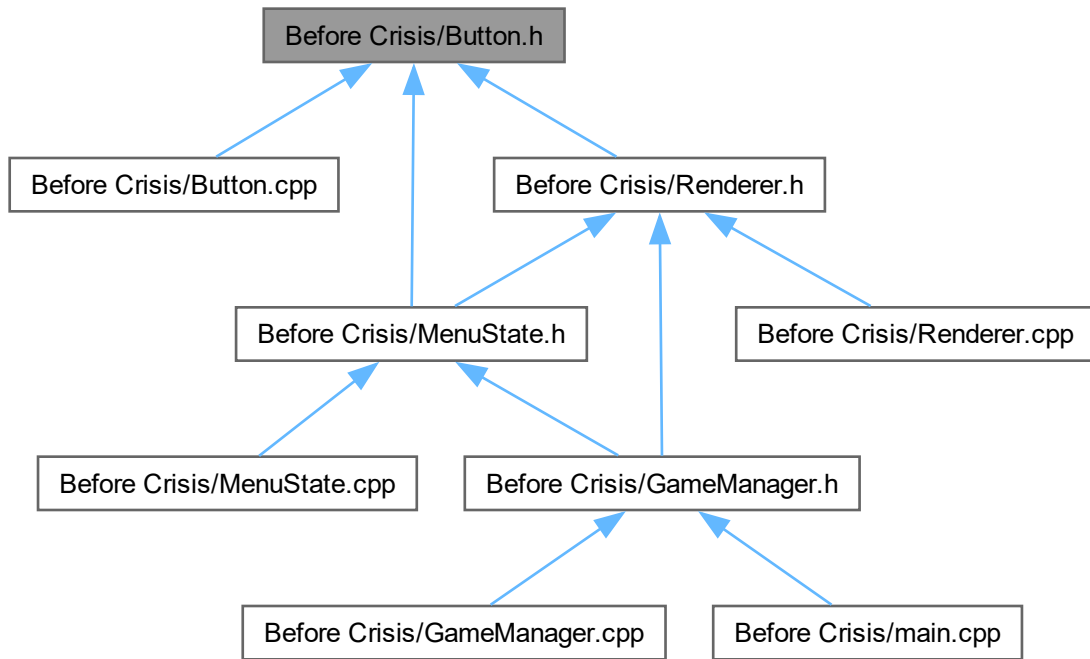 Before Crisis/Button.h
Before Crisis/Button.cpp
Before Crisis/Renderer.h
Before Crisis/MenuState.h
Before Crisis/Renderer.cpp
Before Crisis/MenuState.cpp
Before Crisis/GameManager.h
Before Crisis/GameManager.cpp
Before Crisis/main.cpp